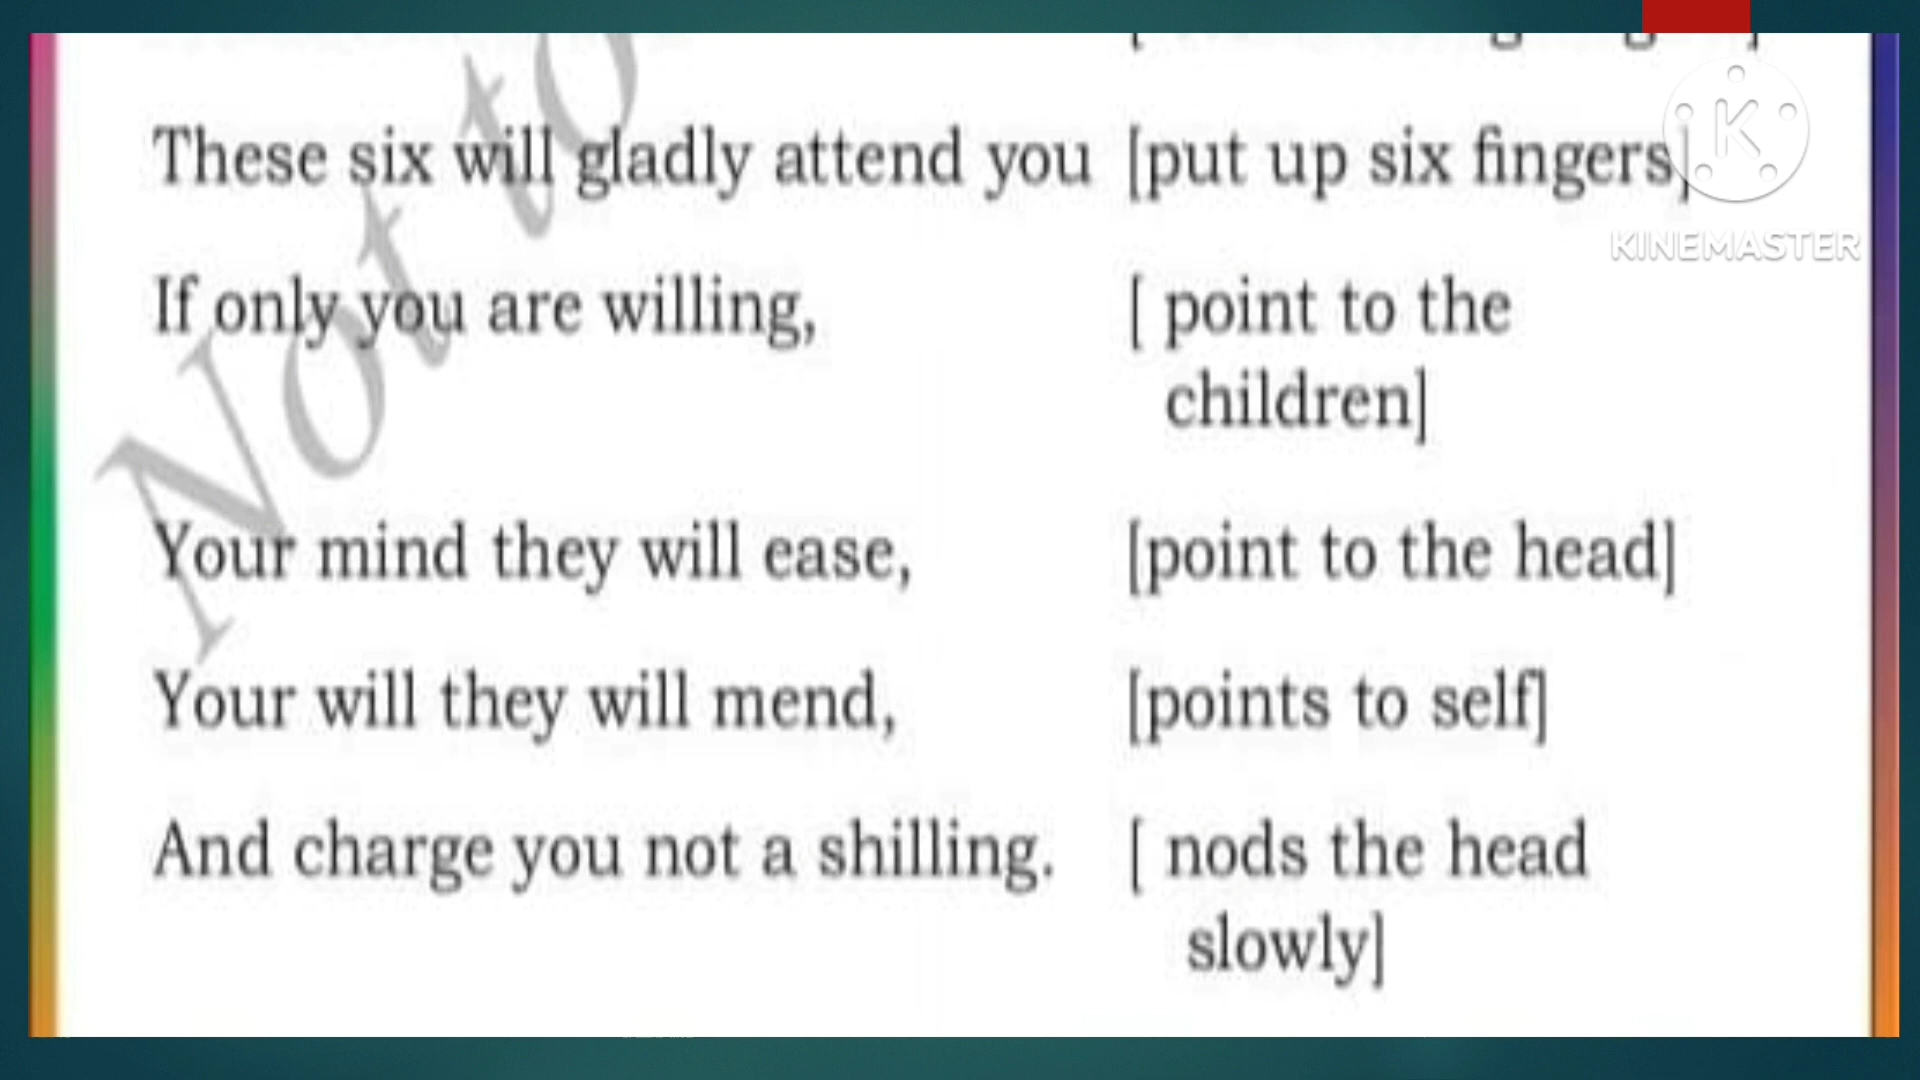 These six will gladly attend you [put up six fingers]
If only you are willing, [ point to the
children]
Your mind they will ease, [point to the head]
Your will they will mend, [points to self]
And charge you not a shilling. [ nods the head
slowly]
Not to
K
KINEMASTER